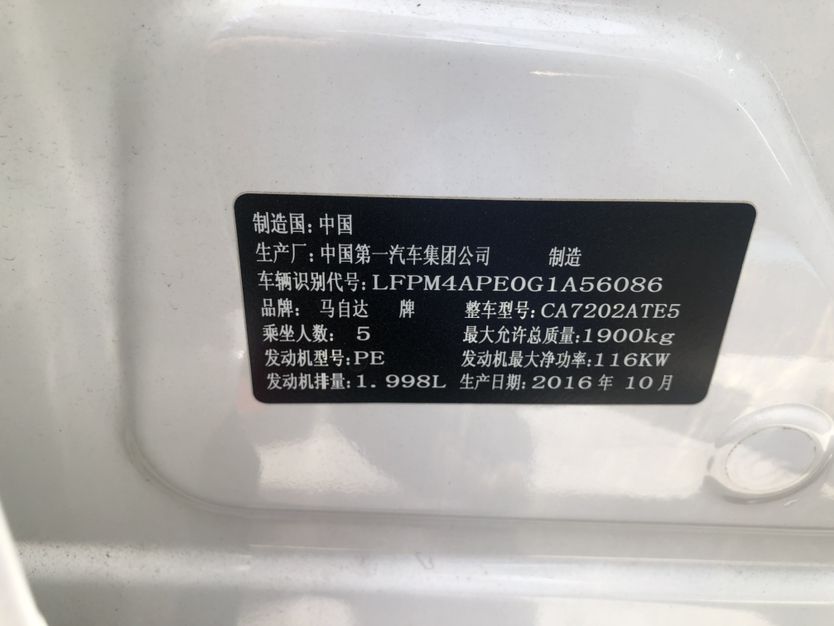 制造国:中国
生产厂:中国第一汽车集团公司 制造
车辆识别代号:LFPM4APE0G1A56086
品牌: 马自达 牌 整车型号:CA7202ATE5
乘坐人数: 5 最大允许总质量:1900kg
发动机型号:PE 发动机最大净功率:116KW
发动机排量:1.998L 生产日期:2016年 10月